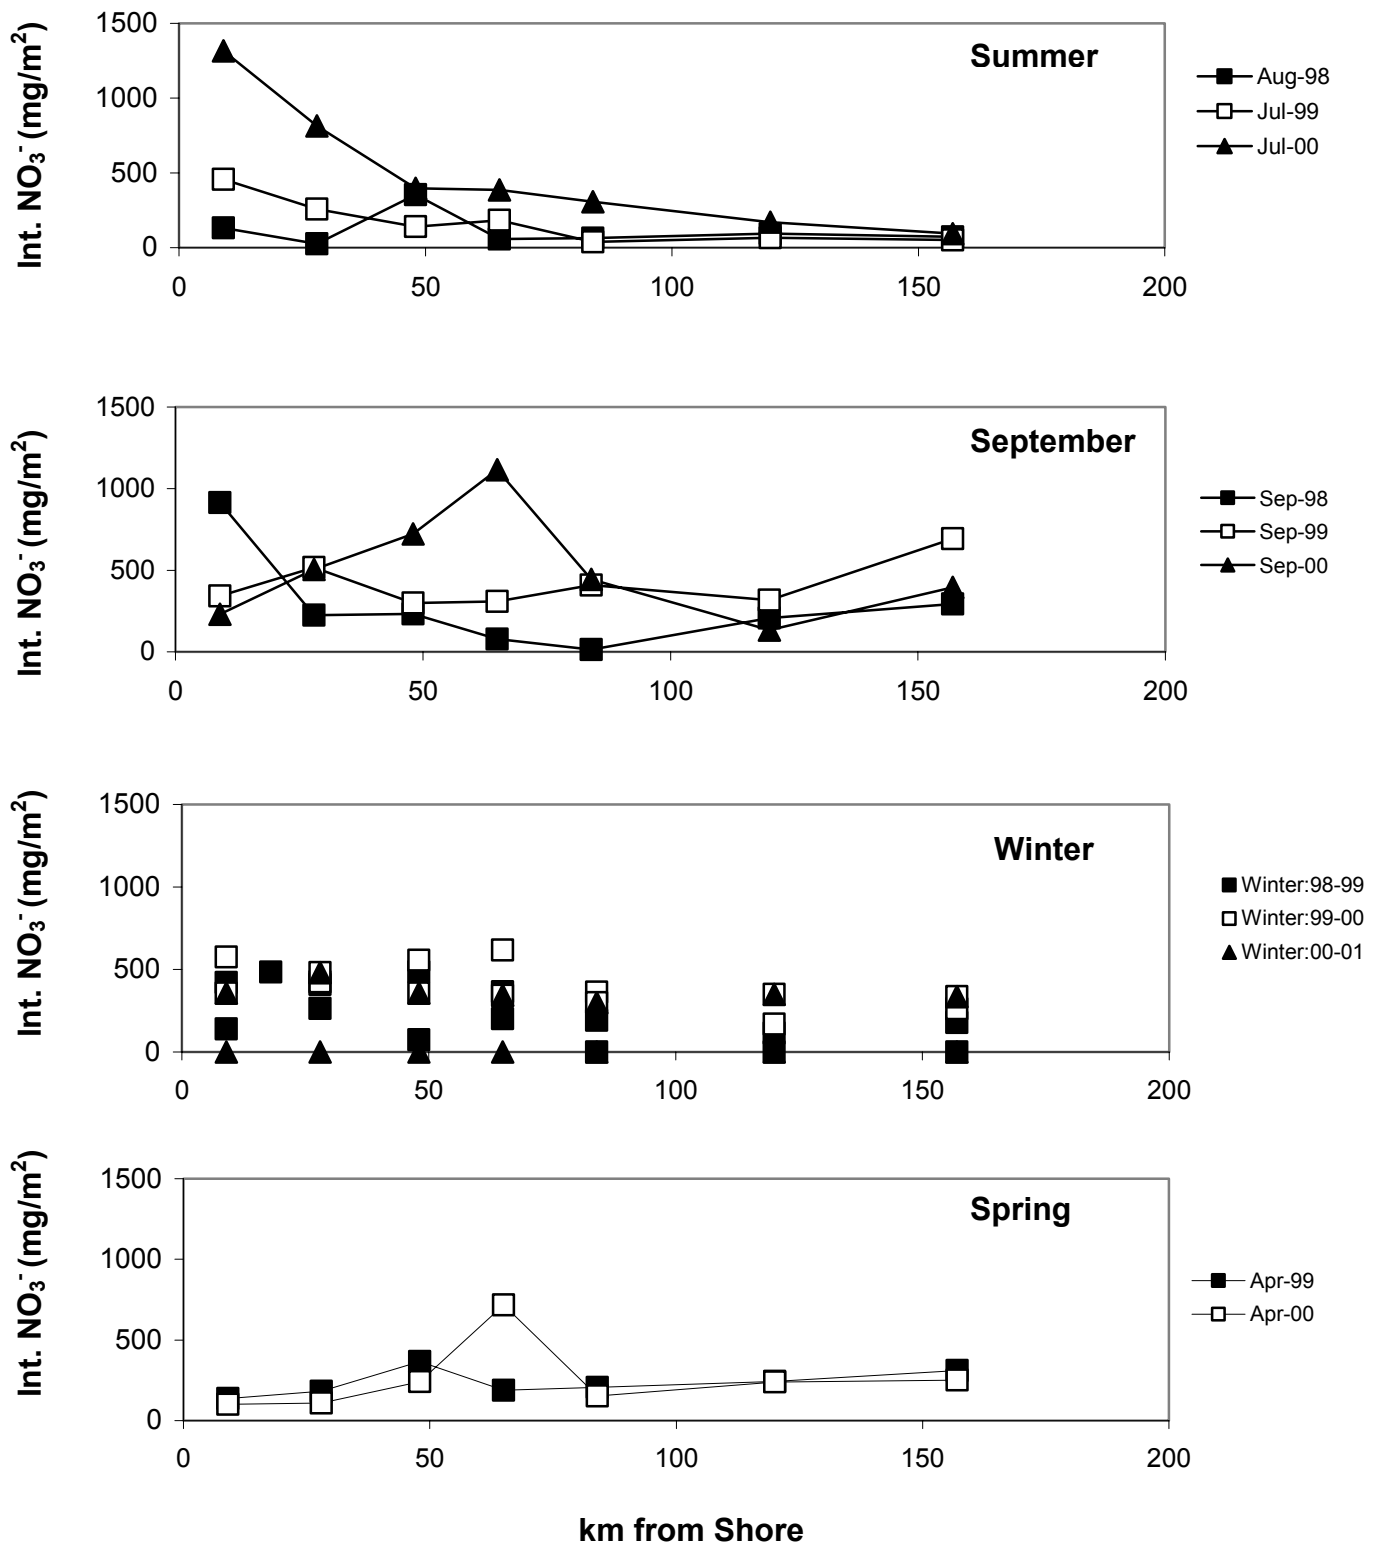 Int. NO3- (mg/m2)
1500
1000
500
0
0 50 100 150 200
Summer
Aug-98
Jul-99
Jul-00
Int. NO3- (mg/m2)
1500
1000
500
0
0 50 100 150 200
September
Sep-98
Sep-99
Sep-00
Int. NO3- (mg/m2)
1500
1000
500
0
0 50 100 150 200
Winter
Winter:98-99
Winter:99-00
Winter:00-01
Int. NO3- (mg/m2)
1500
1000
500
0
0 50 100 150 200
Spring
Apr-99
Apr-00
km from Shore